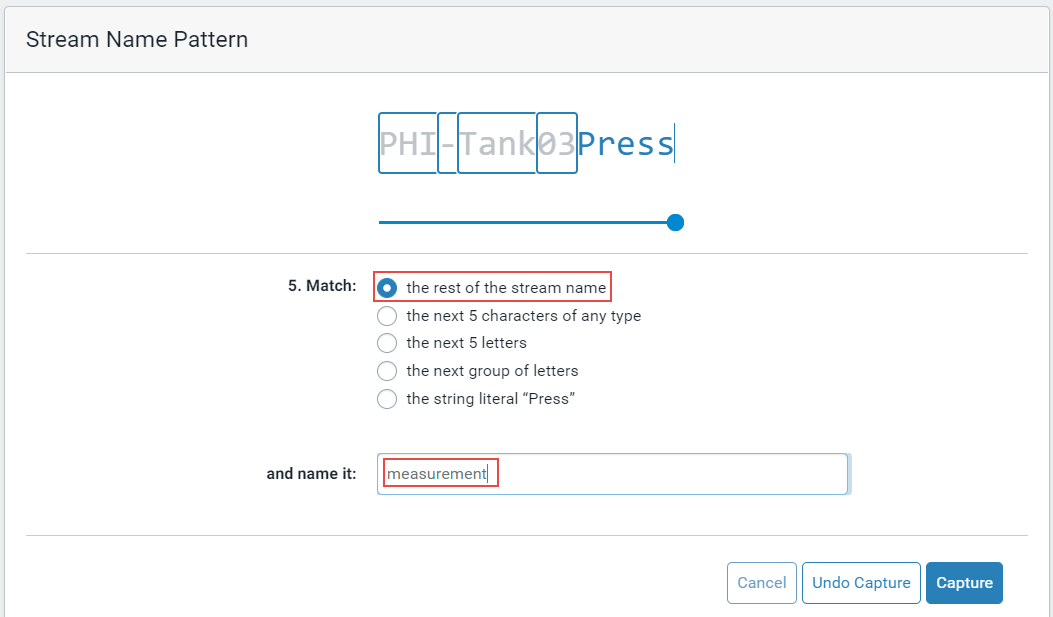 Stream Name Pattern
PHI-Tank03Press
5. Match:
the rest of the stream name
the next 5 characters of any type
the next 5 letters
the next group of letters
the string literal “Press”
and name it:
measurement
Cancel
Undo Capture
Capture